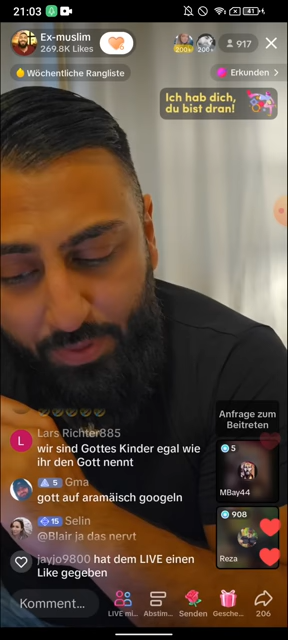 21:03
41
Ex-muslim
269.8K Likes
200+
200+
917
Wöchentliche Rangliste
Erkunden >
Ich hab dich,
du bist dran!
L
Lars Richter885
wir sind Gottes Kinder egal wie
ihr den Gott nennt
5 Gma
gott auf aramäisch googeln
15 Selin
@Blair ja das nervt
jayjo9800 hat dem LIVE einen
Like gegeben
Anfrage zum
Beitreten
5
MBay44
908
Reza
Komment...
LIVE mi...
Abstim...
Senden
Gesche...
206